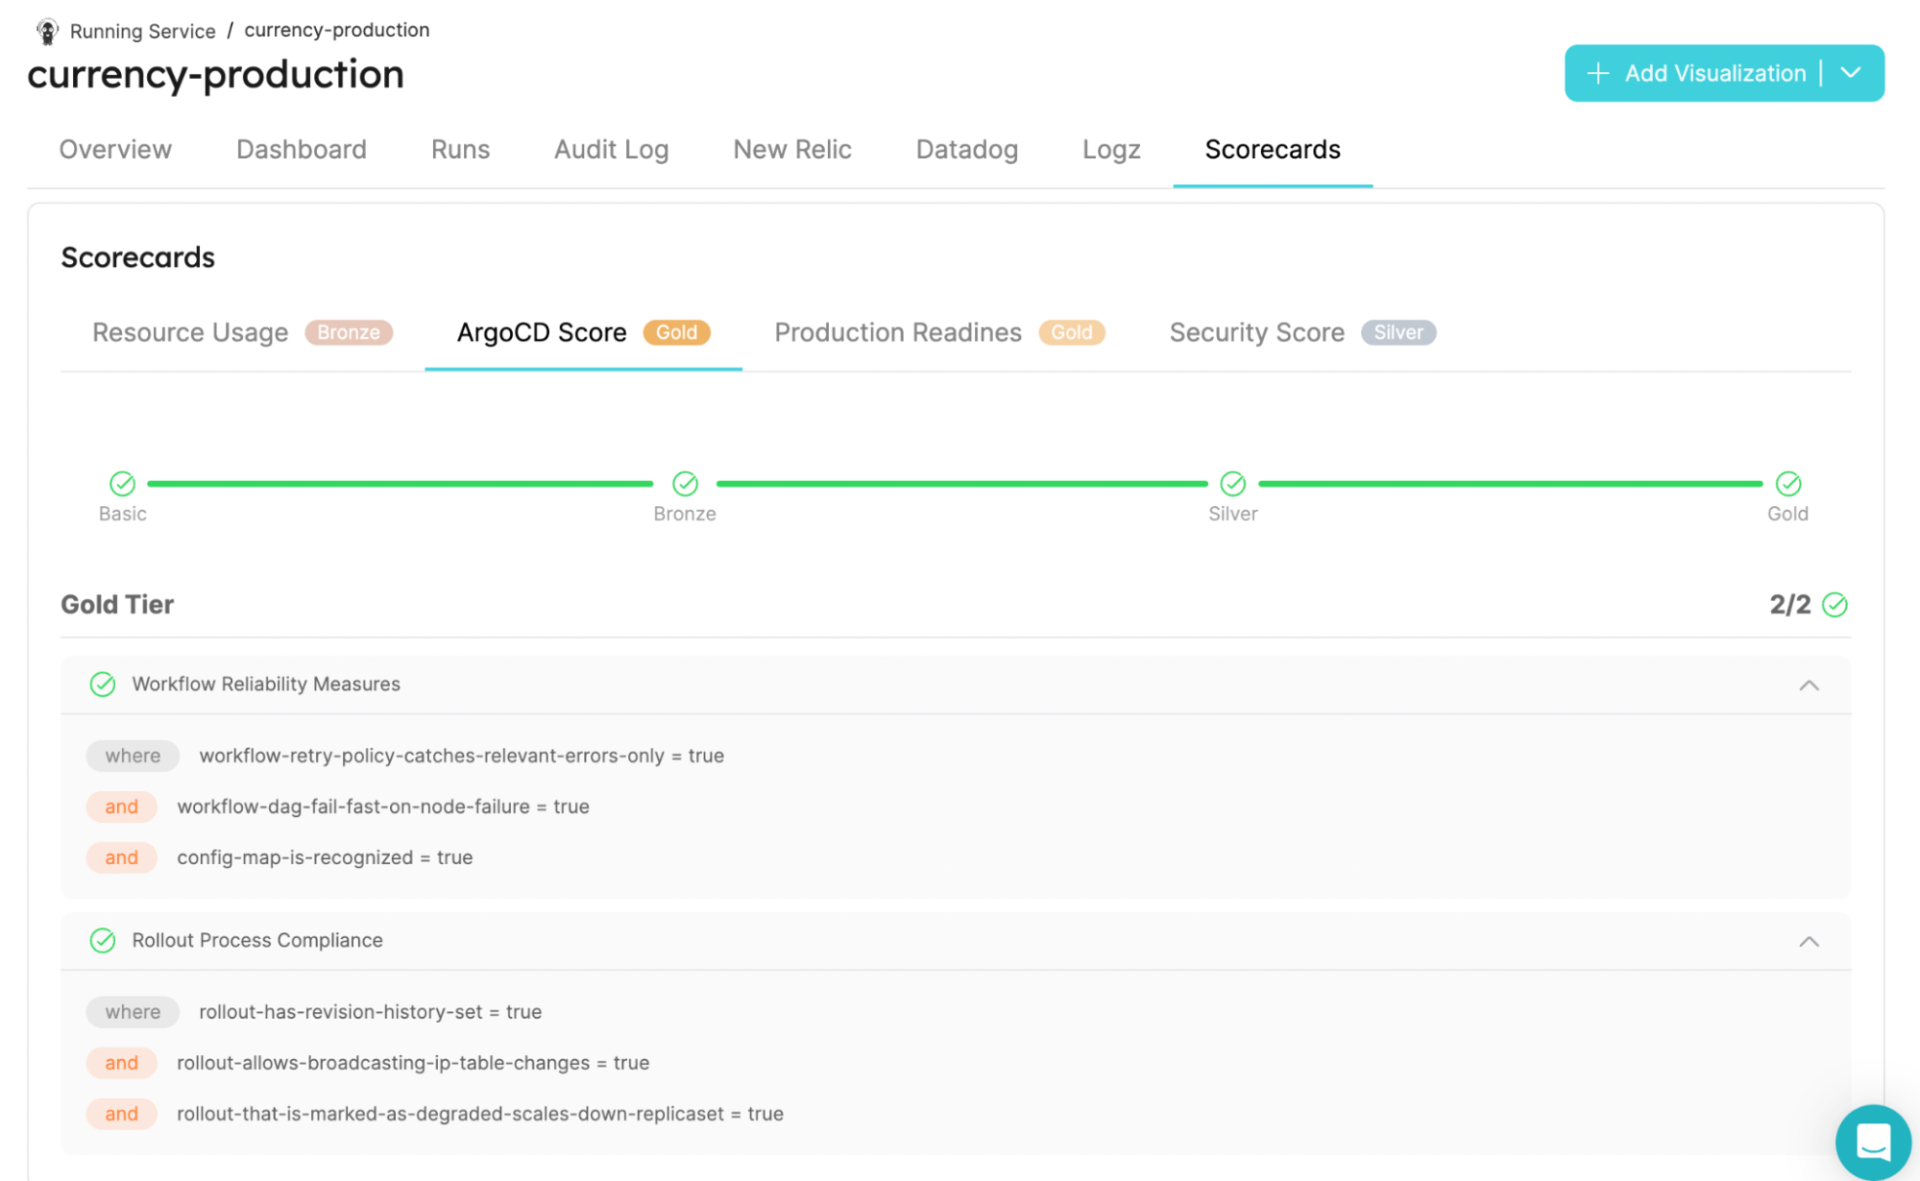 Running Service / currency-production
currency-production
+ Add Visualization
Overview Dashboard Runs Audit Log New Relic Datadog Logz Scorecards
Scorecards
Resource Usage Bronze ArgoCD Score Gold Production Readines Gold Security Score Silver
Basic Bronze Silver Gold
Gold Tier 2/2
Workflow Reliability Measures
where workflow-retry-policy-catches-relevant-errors-only = true
and workflow-dag-fail-fast-on-node-failure = true
and config-map-is-recognized = true
Rollout Process Compliance
where rollout-has-revision-history-set = true
and rollout-allows-broadcasting-ip-table-changes = true
and rollout-that-is-marked-as-degraded-scales-down-replicaset = true